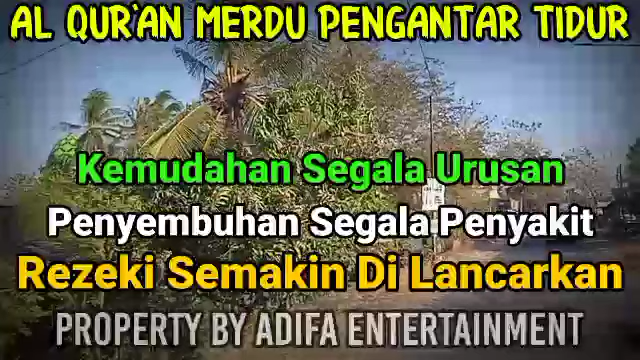 AL QUR'AN MERDU PENGANTAR TIDUR
Kemudahan Segala Urusan
Penyembuhan Segala Penyakit
Rezeki Semakin Di Lancarkan
PROPERTY BY ADIFA ENTERTAINMENT